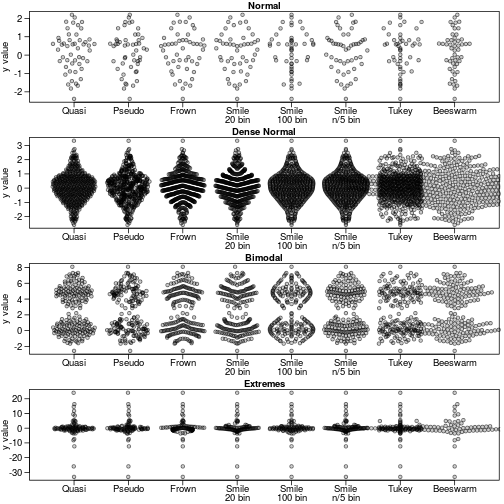 Normal
y value
2
1
0
-1
-2
Quasi Pseudo Frown Smile Smile Smile Tukey Beeswarm
20 bin 100 bin n/5 bin
Dense Normal
y value
3
2
1
0
-1
-2
Quasi Pseudo Frown Smile Smile Smile Tukey Beeswarm
20 bin 100 bin n/5 bin
Bimodal
y value
8
6
4
2
0
-2
Quasi Pseudo Frown Smile Smile Smile Tukey Beeswarm
20 bin 100 bin n/5 bin
Extremes
y value
20
10
0
-10
-30
Quasi Pseudo Frown Smile Smile Smile Tukey Beeswarm
20 bin 100 bin n/5 bin